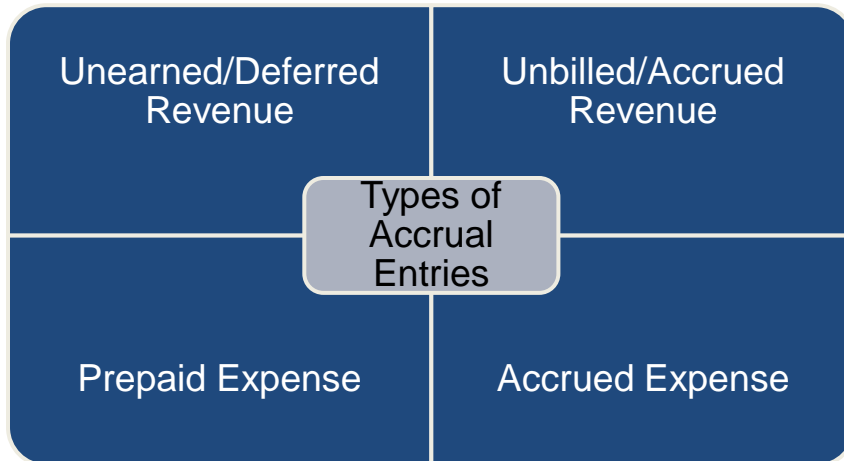 Unearned/Deferred
Revenue
Unbilled/Accrued
Revenue
Types of
Accrual
Entries
Prepaid Expense
Accrued Expense